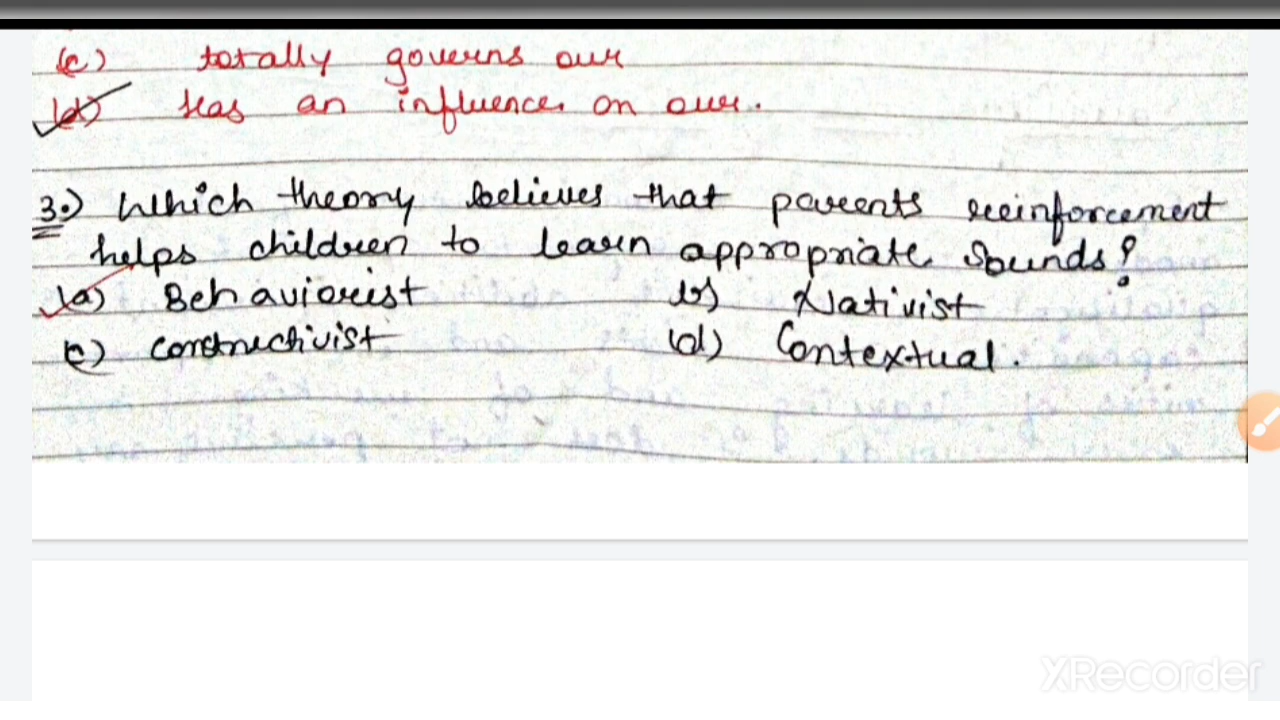 (c) totally governs our
(d) Has an influence on our.
3.) Which theory believes that parents reinforcement
helps children to learn appropriate sounds?
(a) Behaviorist b) Nativist
c) constructivist (d) Contextual.
XRecorder